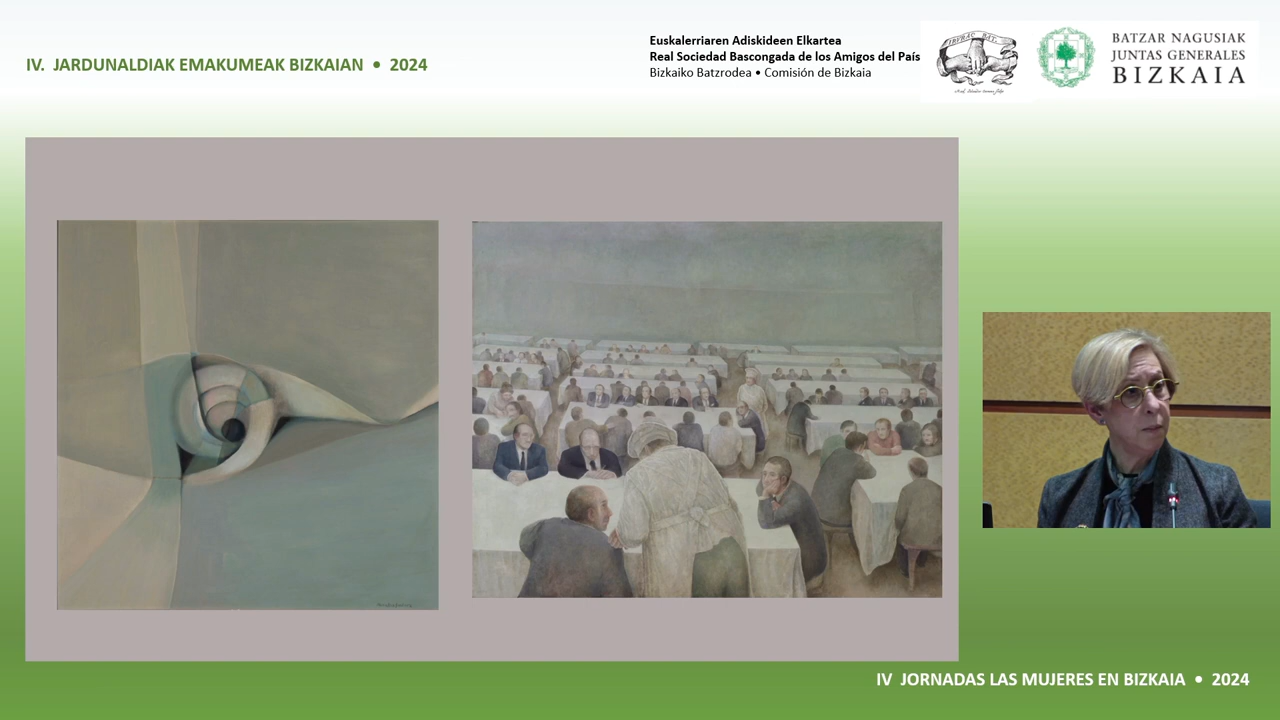 IV. JARDUNALDIAK EMAKUMEAK BIZKAIAN • 2024
Euskalerriaren Adiskideen Elkartea
Real Sociedad Bascongada de los Amigos del País
Bizkaiko Batzrodea • Comisión de Bizkaia
BATZAR NAGUSIAK
JUNTAS GENERALES
BIZKAIA
IV JORNADAS LAS MUJERES EN BIZKAIA • 2024